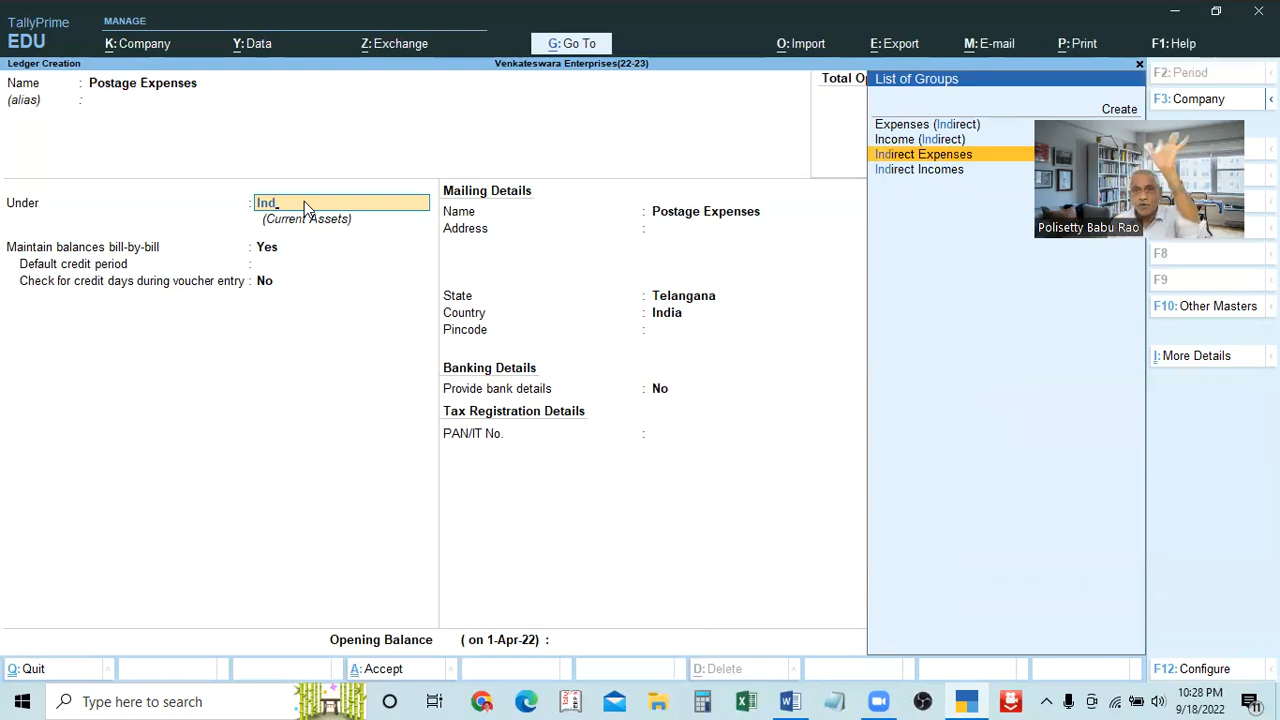 TallyPrime
EDU
MANAGE
K: Company
Y: Data
Z: Exchange
G: Go To
O: Import
E: Export
M: E-mail
P: Print
F1: Help
Ledger Creation
Venkateswara Enterprises(22-23)
Name : Postage Expenses
(alias) :
Total Op
List of Groups
Create
Expenses (Indirect)
Income (Indirect)
Indirect Expenses
Indirect Incomes
Polisetty Babu Rao
Under : Ind
(Current Assets)
Maintain balances bill-by-bill : Yes
Default credit period :
Check for credit days during voucher entry : No
Mailing Details
Name : Postage Expenses
Address :
State : Telangana
Country : India
Pincode :
Banking Details
Provide bank details : No
Tax Registration Details
PAN/IT No. :
Opening Balance ( on 1-Apr-22) :
F2: Period
F3: Company
F8
F9
F10: Other Masters
I: More Details
F12: Configure
Q: Quit
A: Accept
D: Delete
Type here to search
10:28 PM
9/18/2022